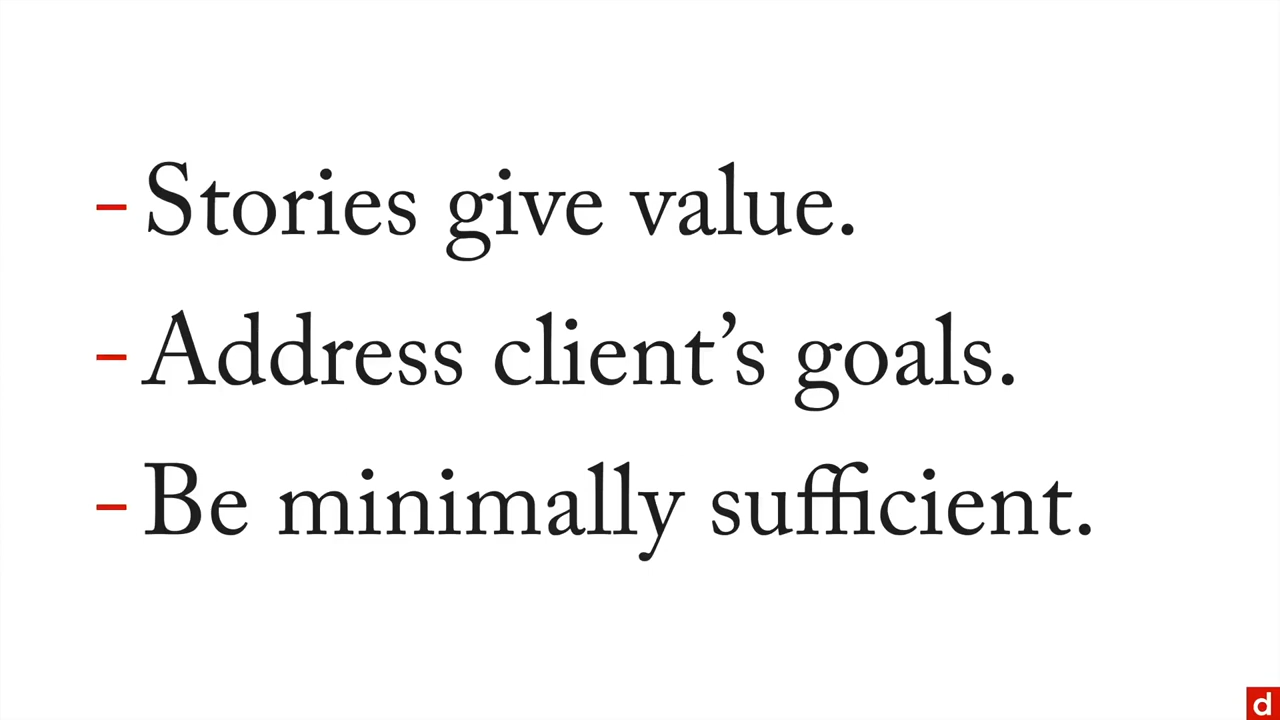 – Stories give value.
– Address client’s goals.
– Be minimally sufficient.
d